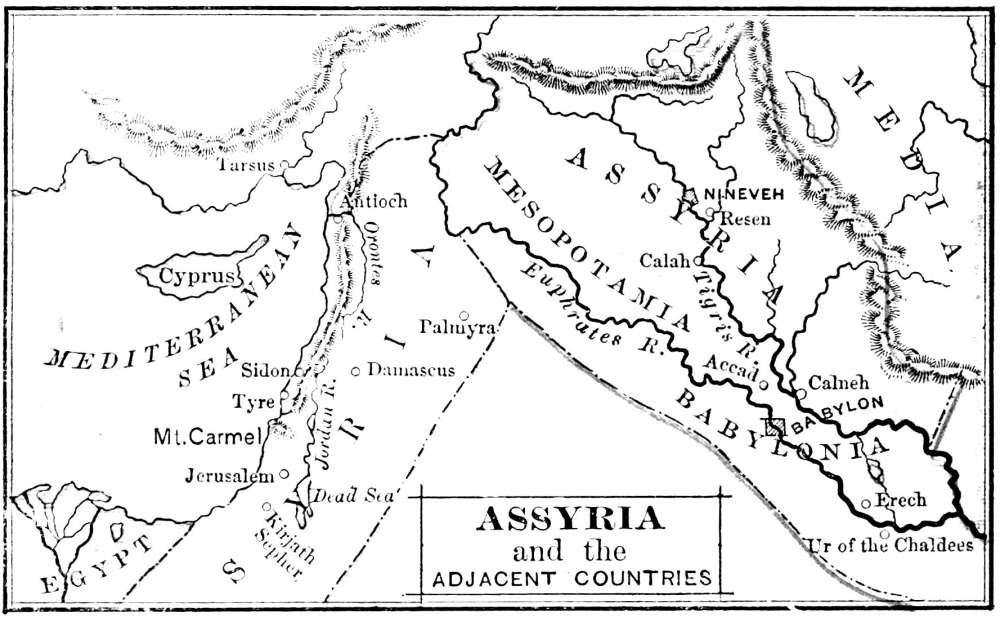 MEDIA
ASSYRIA
Tarsus
MESOPOTAMIA
NINEVEH
Resen
Antioch
Orontes R.
Cyprus
MEDITERRANEAN
SEA
Calah
Tigris R.
Euphrates R.
SYRIA
Palmyra
Sidon
Damascus
Accad
Calneh
Tyre
BABYLON
BABYLONIA
Mt. Carmel
Jordan R.
Jerusalem
Dead Sea
Erech
Kirjath
Sepher
Ur of the Chaldees
EGYPT
ASSYRIA
and the
ADJACENT COUNTRIES